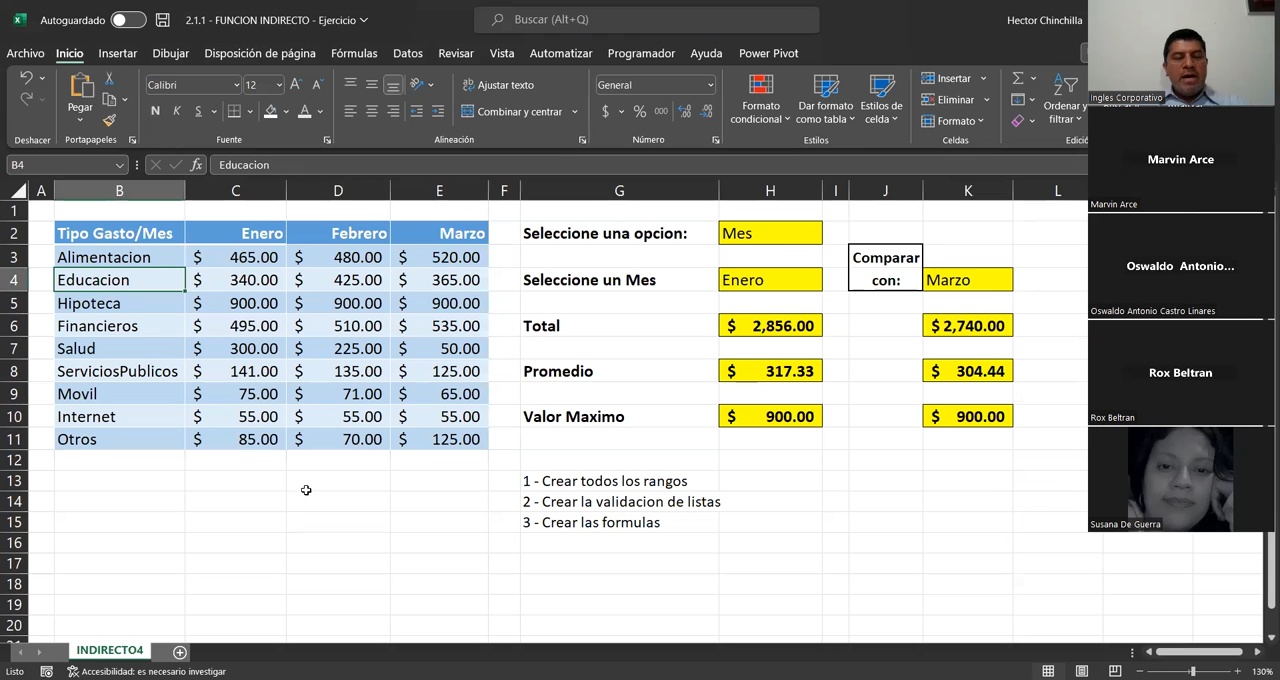 Autoguardado
2.1.1 - FUNCION INDIRECTO - Ejercicio
Buscar (Alt+Q)
Hector Chinchilla
Archivo Inicio Insertar Dibujar Disposición de página Fórmulas Datos Revisar Vista Automatizar Programador Ayuda Power Pivot
Pegar
Calibri 12
N K S
Ajustar texto
Combinar y centrar
General
$ % 000
Formato condicional
Dar formato como tabla
Estilos de celda
Insertar
Eliminar
Formato
Ordenar y filtrar
Deshacer Portapapeles Fuente Alineación Número Estilos Celdas Edició
B4 fx Educacion
A B C D E F G H I J K L
1
2 Tipo Gasto/Mes Enero Febrero Marzo Seleccione una opcion: Mes
3 Alimentacion $ 465.00 $ 480.00 $ 520.00 Comparar
4 Educacion $ 340.00 $ 425.00 $ 365.00 Seleccione un Mes Enero con: Marzo
5 Hipoteca $ 900.00 $ 900.00 $ 900.00
6 Financieros $ 495.00 $ 510.00 $ 535.00 Total $ 2,856.00 $ 2,740.00
7 Salud $ 300.00 $ 225.00 $ 50.00
8 ServiciosPublicos $ 141.00 $ 135.00 $ 125.00 Promedio $ 317.33 $ 304.44
9 Movil $ 75.00 $ 71.00 $ 65.00
10 Internet $ 55.00 $ 55.00 $ 55.00 Valor Maximo $ 900.00 $ 900.00
11 Otros $ 85.00 $ 70.00 $ 125.00
12
13 1 - Crear todos los rangos
14 2 - Crear la validacion de listas
15 3 - Crear las formulas
16
17
18
19
20
INDIRECTO4
Listo Accesibilidad: es necesario investigar 130%
Ingles Corporativo
Marvin Arce
Marvin Arce
Oswaldo Antonio...
Oswaldo Antonio Castro Linares
Rox Beltran
Rox Beltran
Susana De Guerra